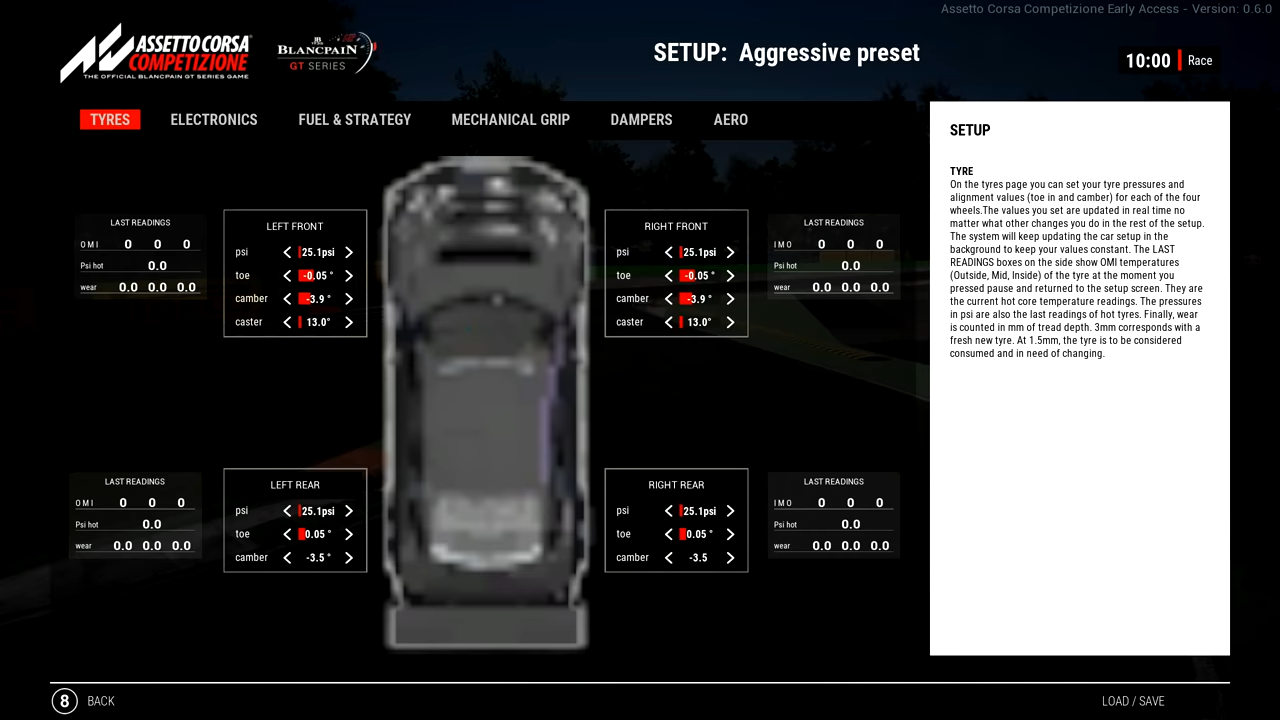 Assetto Corsa Competizione Early Access - Version: 0.6.0
ASSETTO CORSA
COMPETIZIONE
THE OFFICIAL BLANCPAIN GT SERIES GAME
BLANCPAIN
GT SERIES
SETUP: Aggressive preset
10:00 Race
TYRES ELECTRONICS FUEL & STRATEGY MECHANICAL GRIP DAMPERS AERO
LAST READINGS
O M I 0 0 0
Psi hot 0.0
wear 0.0 0.0 0.0
LEFT FRONT
psi 25.1psi
toe -0.05 °
camber -3.9 °
caster 13.0°
RIGHT FRONT
psi 25.1psi
toe -0.05 °
camber -3.9 °
caster 13.0°
LAST READINGS
I M O 0 0 0
Psi hot 0.0
wear 0.0 0.0 0.0
LAST READINGS
O M I 0 0 0
Psi hot 0.0
wear 0.0 0.0 0.0
LEFT REAR
psi 25.1psi
toe 0.05 °
camber -3.5 °
RIGHT REAR
psi 25.1psi
toe 0.05 °
camber -3.5
LAST READINGS
I M O 0 0 0
Psi hot 0.0
wear 0.0 0.0 0.0
SETUP
TYRE
On the tyres page you can set your tyre pressures and
alignment values (toe in and camber) for each of the four
wheels.The values you set are updated in real time no
matter what other changes you do in the rest of the setup.
The system will keep updating the car setup in the
background to keep your values constant. The LAST
READINGS boxes on the side show OMI temperatures
(Outside, Mid, Inside) of the tyre at the moment you
pressed pause and returned to the setup screen. They are
the current hot core temperature readings. The pressures
in psi are also the last readings of hot tyres. Finally, wear
is counted in mm of tread depth. 3mm corresponds with a
fresh new tyre. At 1.5mm, the tyre is to be considered
consumed and in need of changing.
8 BACK
LOAD / SAVE